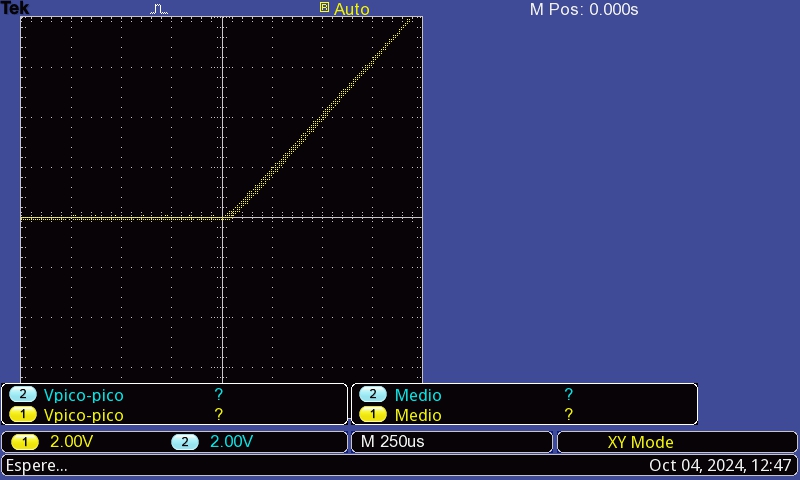 Tek R Auto M Pos: 0.000s
2 Vpico-pico ? 2 Medio ?
1 Vpico-pico ? 1 Medio ?
1 2.00V 2 2.00V M 250us XY Mode
Espere... Oct 04, 2024, 12:47